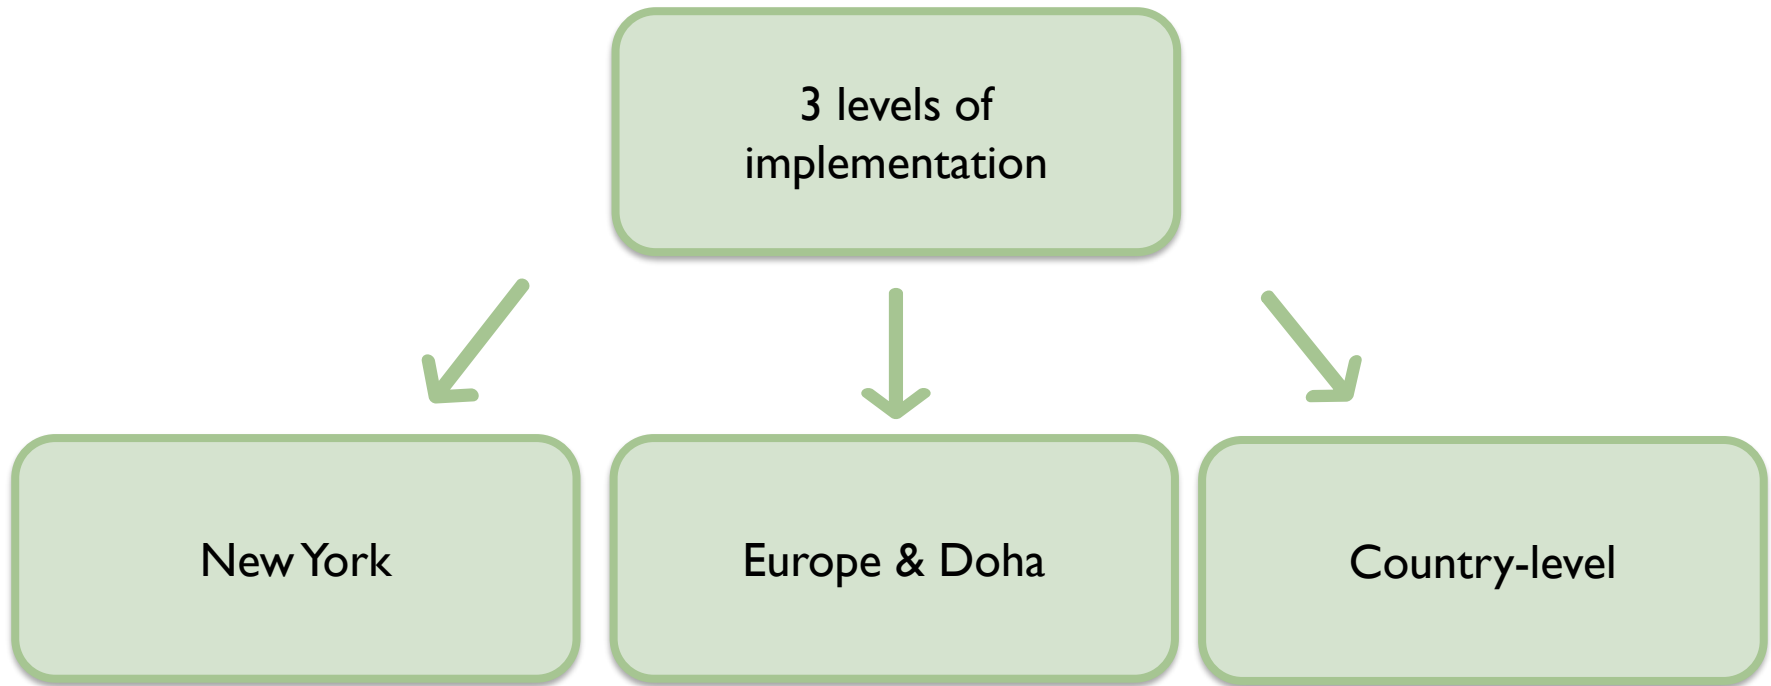 3 levels of
implementation
New York
Europe & Doha
Country-level